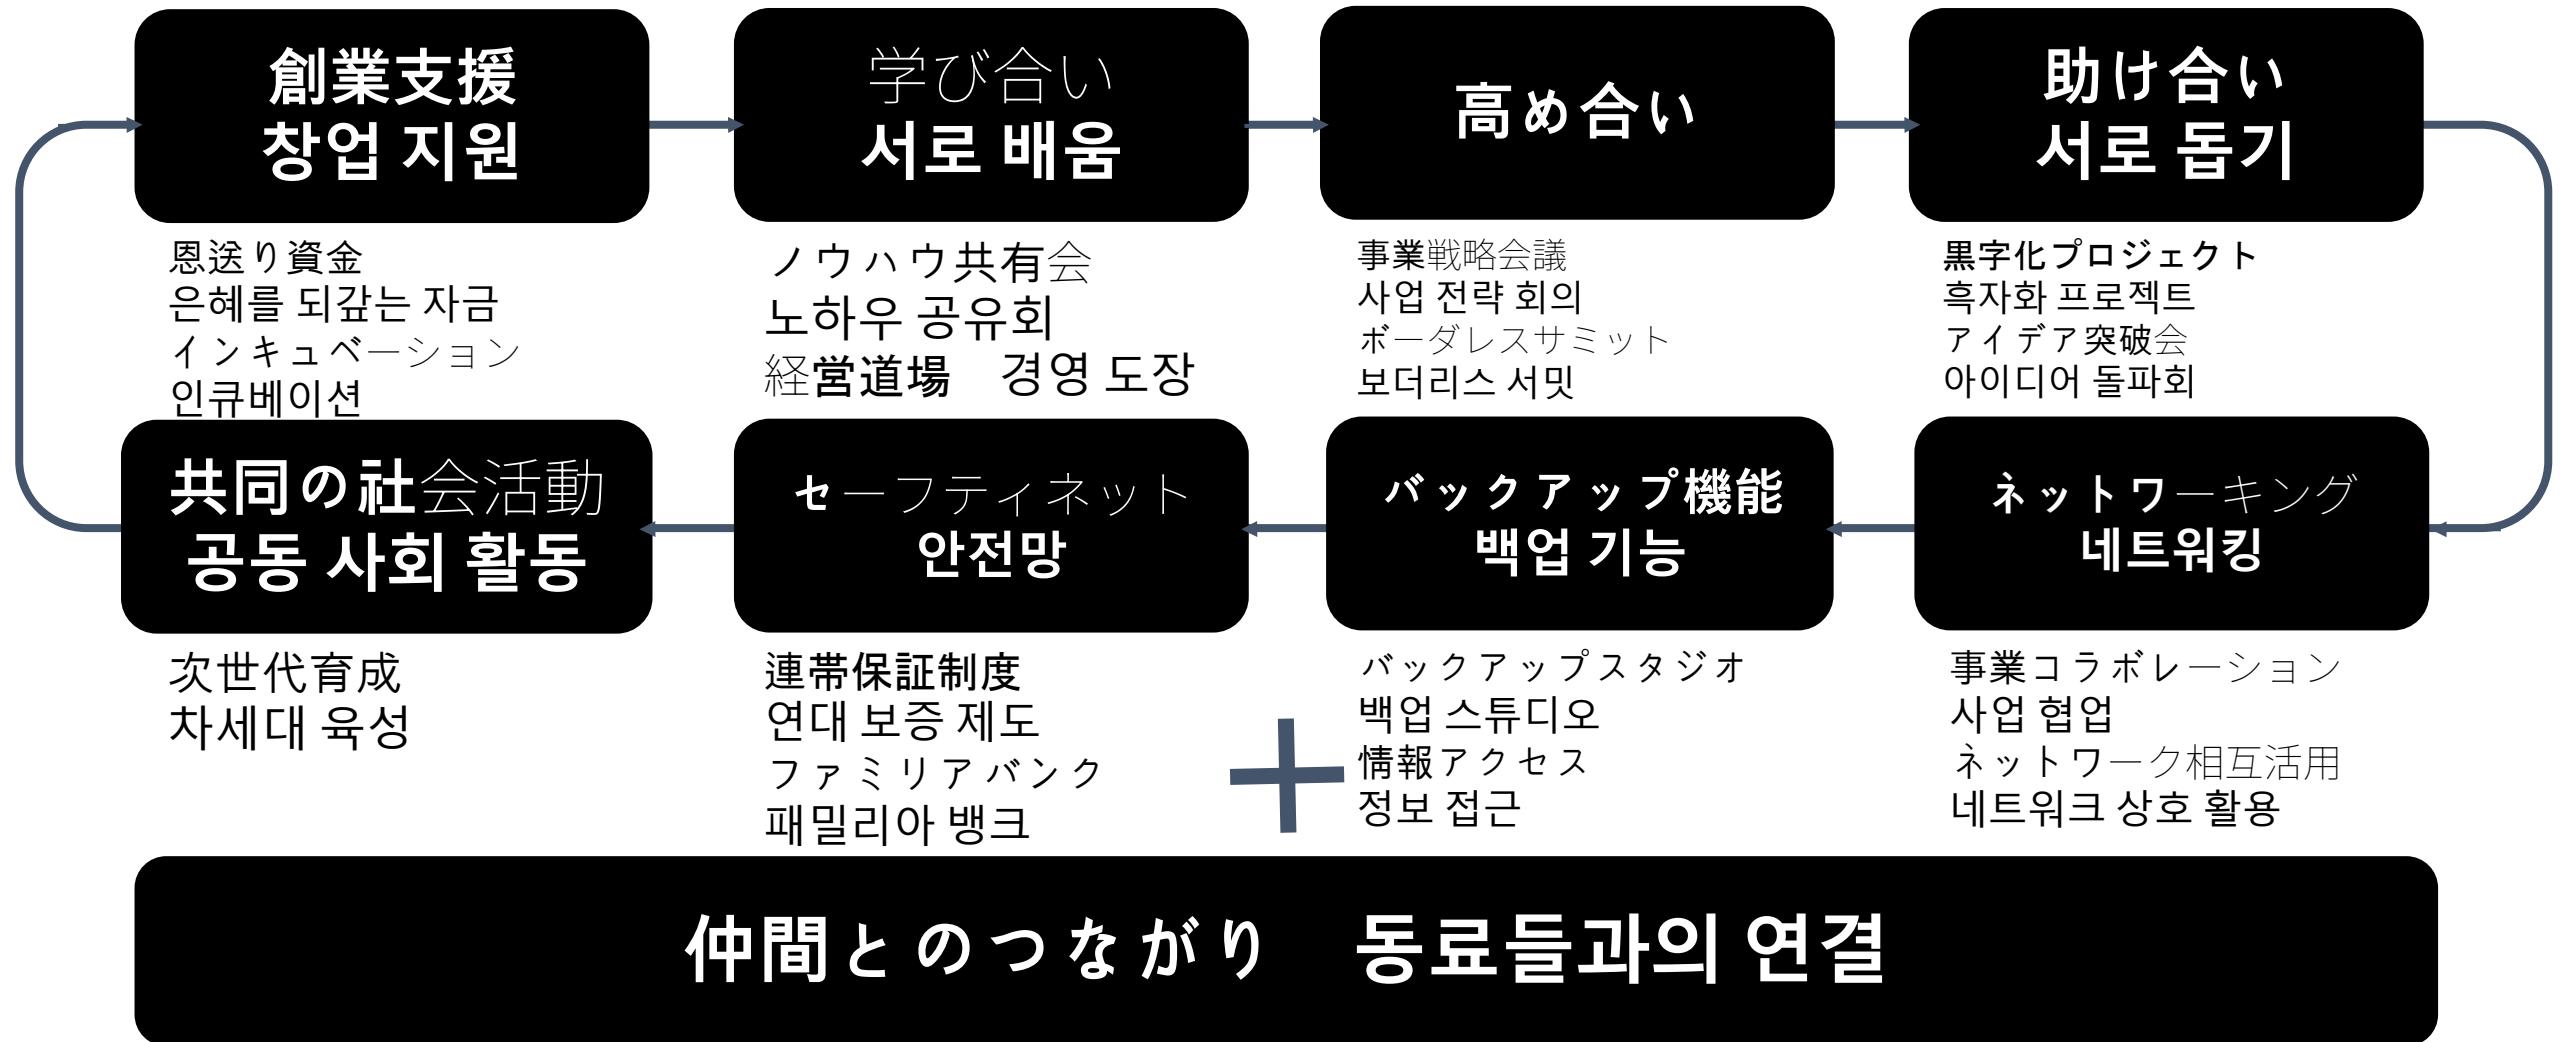 創業支援
창업 지원
恩送り資金
은혜를 되갚는 자금
インキュベーション
인큐베이션
学び合い
서로 배움
ノウハウ共有会
노하우 공유회
経営道場　경영 도장
高め合い
事業戦略会議
사업 전략 회의
ボーダレスサミット
보더리스 서밋
助け合い
서로 돕기
黒字化プロジェクト
흑자화 프로젝트
アイデア突破会
아이디어 돌파회
共同の社会活動
공동 사회 활동
次世代育成
차세대 육성
セーフティネット
안전망
連帯保証制度
연대 보증 제도
ファミリアバンク
패밀리아 뱅크
バックアップ機能
백업 기능
バックアップスタジオ
백업 스튜디오
情報アクセス
정보 접근
ネットワーキング
네트워킹
事業コラボレーション
사업 협업
ネットワーク相互活用
네트워크 상호 활용
仲間とのつながり　동료들과의 연결